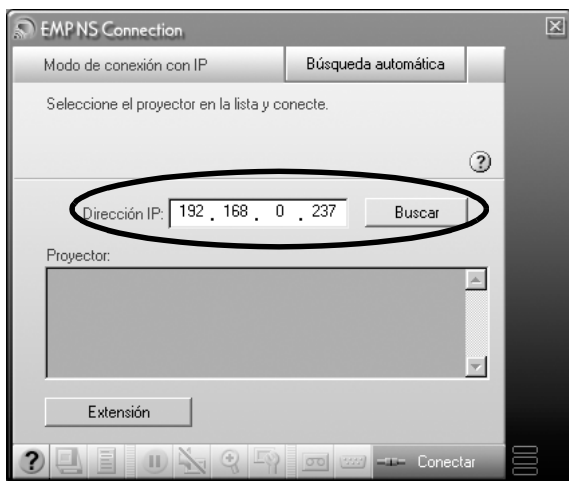 EMP NS Connection
Modo de conexión con IP
Búsqueda automática
Seleccione el proyector en la lista y conecte.
?
Dirección IP: 192 . 168 . 0 . 237 Buscar
Proyector:
Extensión
? Conectar